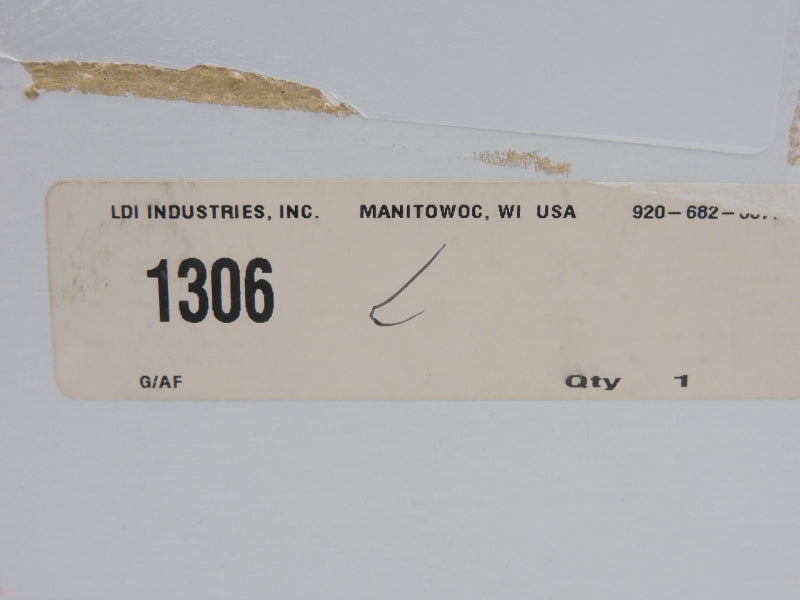 LDI INDUSTRIES, INC. MANITOWOC, WI USA 920-682-
1306
G/AF Qty 1